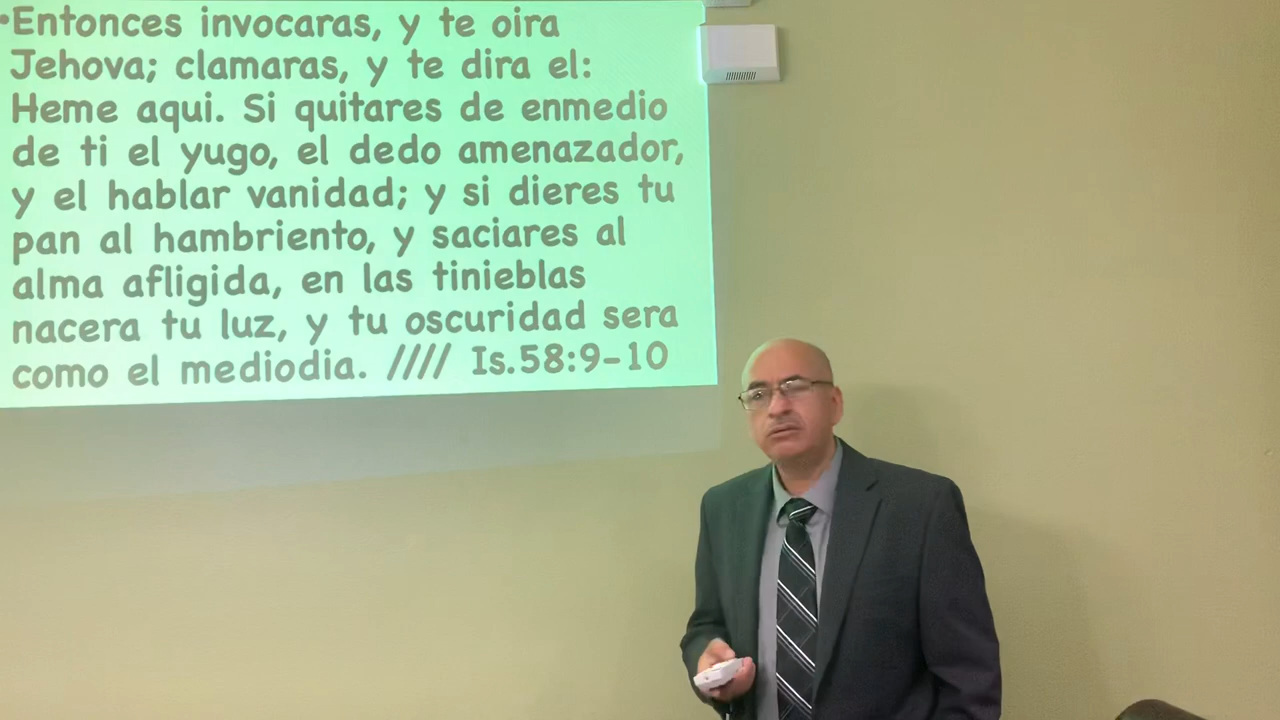 •Entonces invocaras, y te oira
Jehova; clamaras, y te dira el:
Heme aqui. Si quitares de enmedio
de ti el yugo, el dedo amenazador,
y el hablar vanidad; y si dieres tu
pan al hambriento, y saciares al
alma afligida, en las tinieblas
nacera tu luz, y tu oscuridad sera
como el mediodia. //// Is.58:9-10